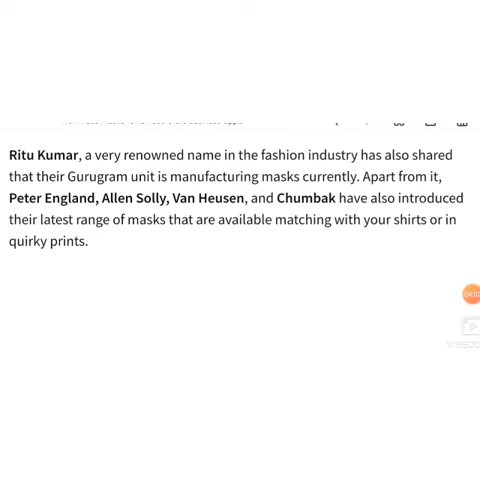 Ritu Kumar, a very renowned name in the fashion industry has also shared
that their Gurugram unit is manufacturing masks currently. Apart from it,
Peter England, Allen Solly, Van Heusen, and Chumbak have also introduced
their latest range of masks that are available matching with your shirts or in
quirky prints.